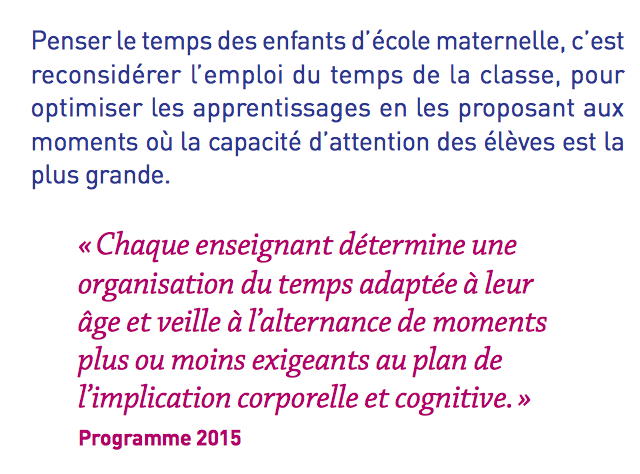 Penser le temps des enfants d’école maternelle, c’est
reconsidérer l’emploi du temps de la classe, pour
optimiser les apprentissages en les proposant aux
moments où la capacité d’attention des élèves est la
plus grande.
« Chaque enseignant détermine une
organisation du temps adaptée à leur
âge et veille à l’alternance de moments
plus ou moins exigeants au plan de
l’implication corporelle et cognitive. »
Programme 2015